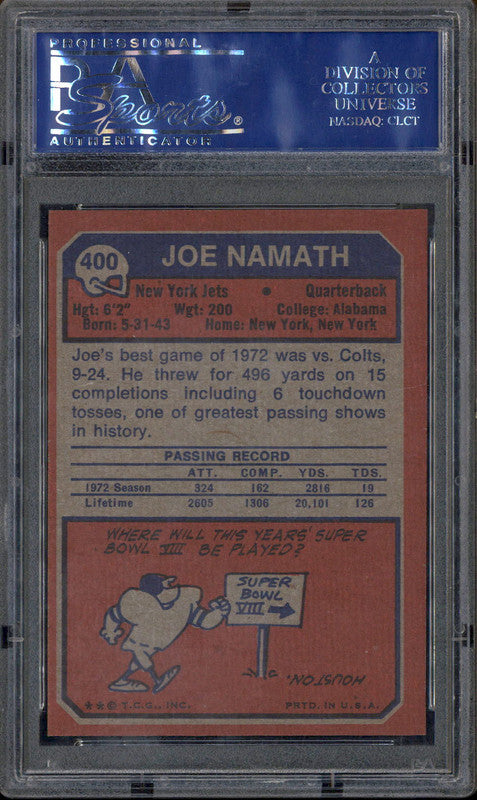 PROFESSIONAL
PSA
Sports®
AUTHENTICATOR
A
DIVISION OF
COLLECTORS
UNIVERSE
NASDAQ: CLCT
400
JOE NAMATH
New York Jets • Quarterback
Hgt: 6'2" Wgt: 200 College: Alabama
Born: 5-31-43 Home: New York, New York
Joe's best game of 1972 was vs. Colts,
9-24. He threw for 496 yards on 15
completions including 6 touchdown
tosses, one of greatest passing shows
in history.
PASSING RECORD
ATT. COMP. YDS. TDS.
1972 Season 324 162 2816 19
Lifetime 2605 1306 20,101 126
WHERE WILL THIS YEARS' SUPER
BOWL VIII BE PLAYED?
SUPER
BOWL
VIII
HOUSTON.
**© T.C.G., INC. PRTD. IN U.S.A.